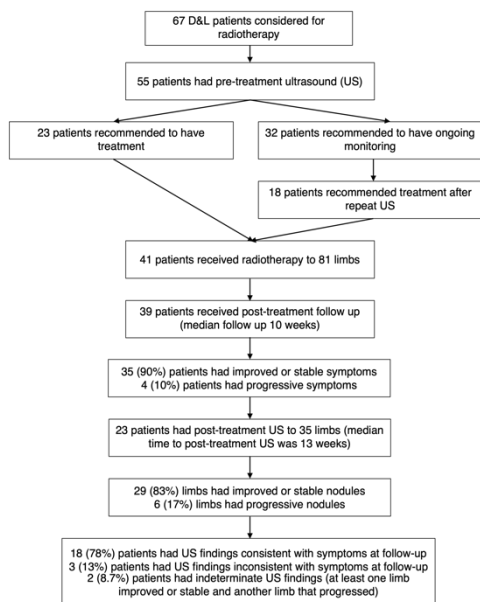 67 D&L patients considered for
radiotherapy
55 patients had pre-treatment ultrasound (US)
23 patients recommended to have
treatment
32 patients recommended to have ongoing
monitoring
18 patients recommended treatment after
repeat US
41 patients received radiotherapy to 81 limbs
39 patients received post-treatment follow up
(median follow up 10 weeks)
35 (90%) patients had improved or stable symptoms
4 (10%) patients had progressive symptoms
23 patients had post-treatment US to 35 limbs (median
time to post-treatment US was 13 weeks)
29 (83%) limbs had improved or stable nodules
6 (17%) limbs had progressive nodules
18 (78%) patients had US findings consistent with symptoms at follow-up
3 (13%) patients had US findings inconsistent with symptoms at follow-up
2 (8.7%) patients had indeterminate US findings (at least one limb
improved or stable and another limb that progressed)